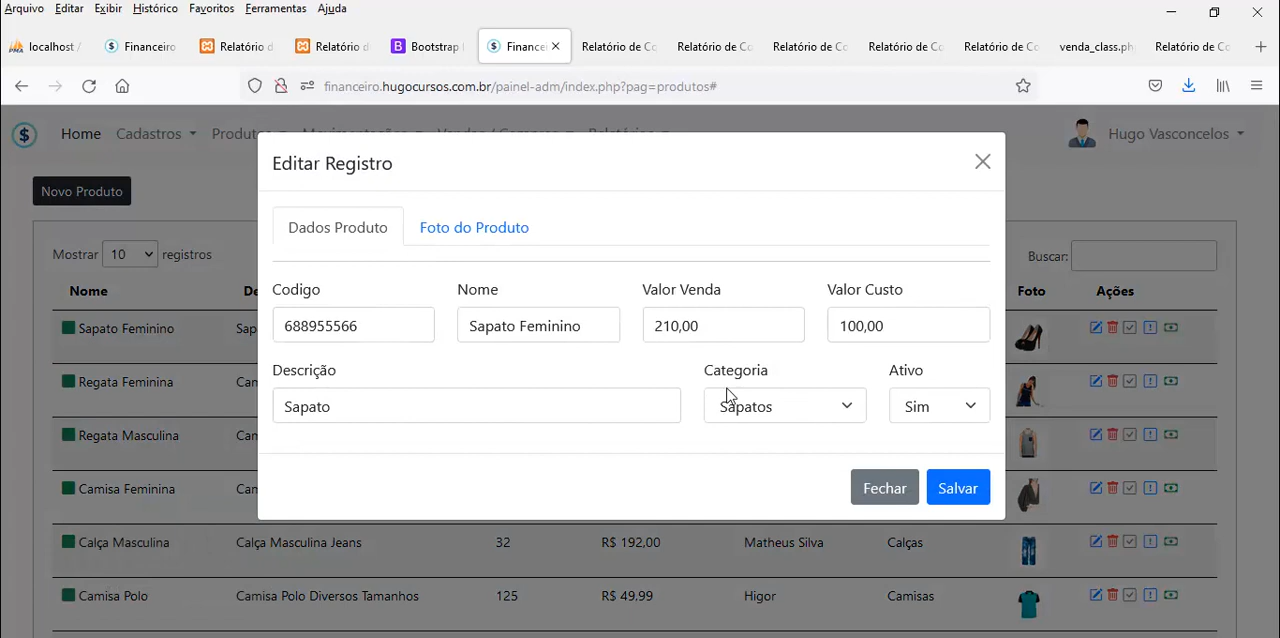 Arquivo Editar Exibir Histórico Favoritos Ferramentas Ajuda
localhost / Financeiro Relatório d Relatório d Bootstrap Finance Relatório de Co Relatório de Co Relatório de Co Relatório de Co Relatório de Co venda_class.ph Relatório de Co
financeiro.hugocursos.com.br/painel-adm/index.php?pag=produtos#
$ Home Cadastros Hugo Vasconcelos
Editar Registro
Novo Produto
Dados Produto Foto do Produto
Mostrar 10 registros Buscar:
Codigo Nome Valor Venda Valor Custo
Nome De Foto Ações
688955566 Sapato Feminino 210,00 100,00
Sapato Feminino Sap
Descrição Categoria Ativo
Regata Feminina Cam
Sapato Sapatos Sim
Regata Masculina Cam
Camisa Feminina Cam
Fechar Salvar
Calça Masculina Calça Masculina Jeans 32 R$ 192,00 Matheus Silva Calças
Camisa Polo Camisa Polo Diversos Tamanhos 125 R$ 49.99 Higor Camisas